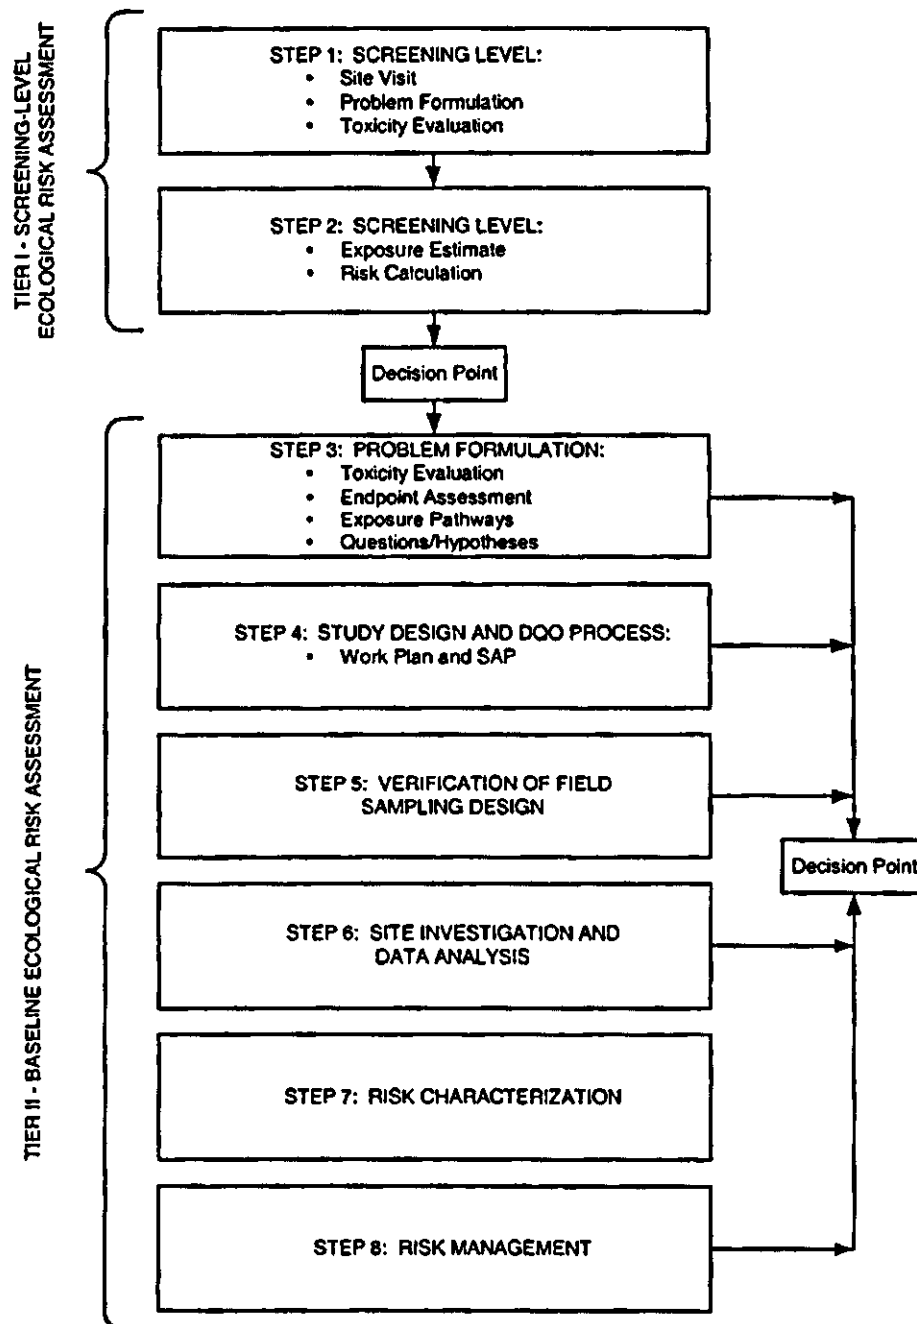 TIER I - SCREENING-LEVEL
ECOLOGICAL RISK ASSESSMENT
STEP 1: SCREENING LEVEL:
• Site Visit
• Problem Formulation
• Toxicity Evaluation
STEP 2: SCREENING LEVEL:
• Exposure Estimate
• Risk Calculation
Decision Point
TIER II - BASELINE ECOLOGICAL RISK ASSESSMENT
STEP 3: PROBLEM FORMULATION:
• Toxicity Evaluation
• Endpoint Assessment
• Exposure Pathways
• Questions/Hypotheses
STEP 4: STUDY DESIGN AND DQO PROCESS:
• Work Plan and SAP
STEP 5: VERIFICATION OF FIELD
SAMPLING DESIGN
Decision Point
STEP 6: SITE INVESTIGATION AND
DATA ANALYSIS
STEP 7: RISK CHARACTERIZATION
STEP 8: RISK MANAGEMENT